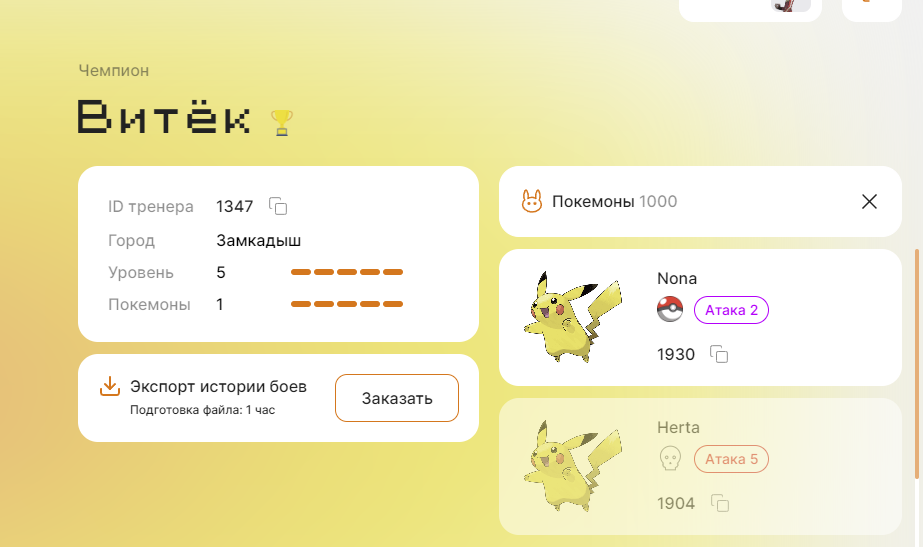 Чемпион
Витёк
ID тренера 1347
Город Замкадыш
Уровень 5
Покемоны 1
Экспорт истории боев
Подготовка файла: 1 час
Заказать
Покемоны 1000
Nona
Атака 2
1930
Herta
Атака 5
1904